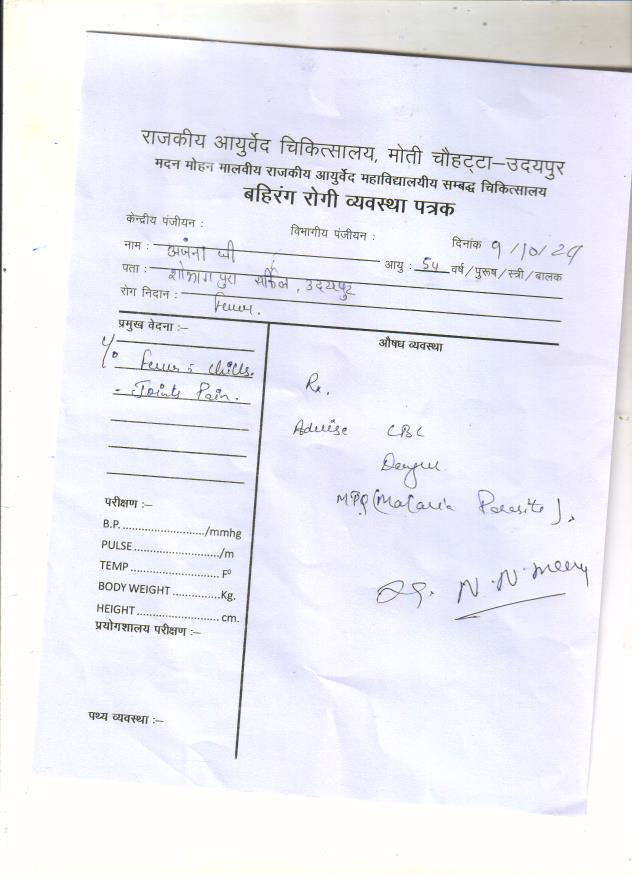 राजकीय आयुर्वेद चिकित्सालय, मोती चौहट्टा–उदयपुर
मदन मोहन मालवीय राजकीय आयुर्वेद महाविद्यालयीय सम्बद्ध चिकित्सालय
बहिरंग रोगी व्यवस्था पत्रक
केन्द्रीय पंजीयन : विभागीय पंजीयन : दिनांक 9/10/24
नाम : अंजना जी आयु : 54 वर्ष/पुरूष/स्त्री/बालक
पता : शोभागपुरा सर्किल, उदयपुर
रोग निदान : Fever.
प्रमुख वेदना :–
C/o Fever c chills.
- Joints Pain.
परीक्षण :–
B.P. ........................../mmhg
PULSE .........................../m
TEMP ............................ F⁰
BODY WEIGHT ...............Kg.
HEIGHT .......................... cm.
प्रयोगशालय परीक्षण :–
पथ्य व्यवस्था :–
औषध व्यवस्था
Rx.
Advise CBC
Dengue.
(Malaria Parasite),
Dr. N.N.